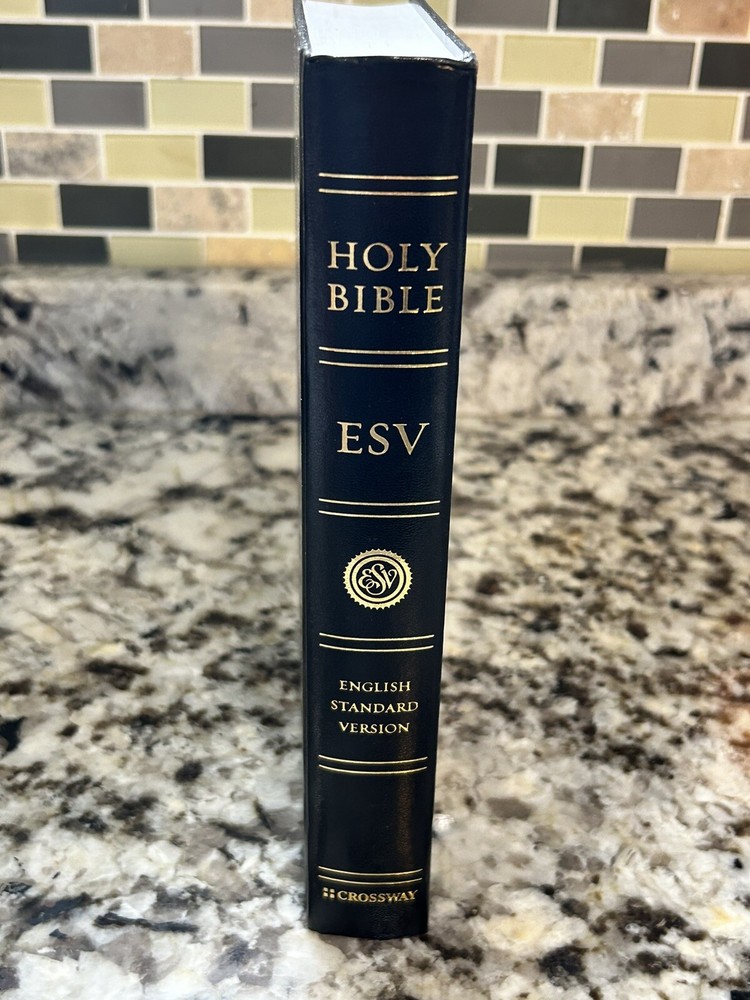 HOLY
BIBLE
ESV
ESV
ENGLISH
STANDARD
VERSION
CROSSWAY